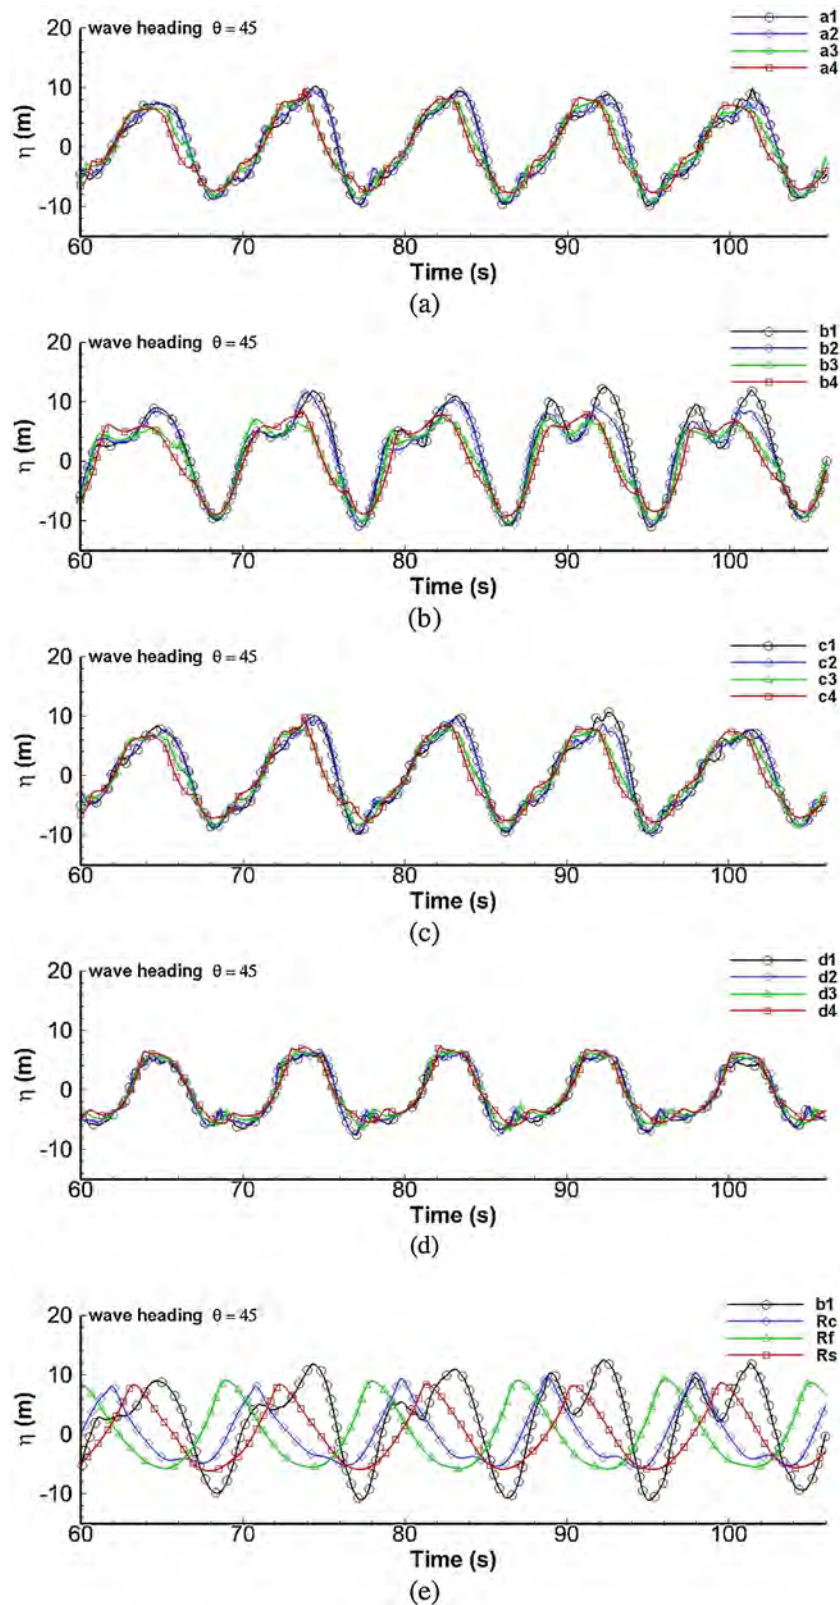 wave heading θ = 45
a1
a2
a3
a4
20
10
0
-10
η (m)
60 70 80 90 100
Time (s)
(a)
wave heading θ = 45
b1
b2
b3
b4
20
10
0
-10
η (m)
60 70 80 90 100
Time (s)
(b)
wave heading θ = 45
c1
c2
c3
c4
20
10
0
-10
η (m)
60 70 80 90 100
Time (s)
(c)
wave heading θ = 45
d1
d2
d3
d4
20
10
0
-10
η (m)
60 70 80 90 100
Time (s)
(d)
wave heading θ = 45
b1
Rc
Rf
Rs
20
10
0
-10
η (m)
60 70 80 90 100
Time (s)
(e)